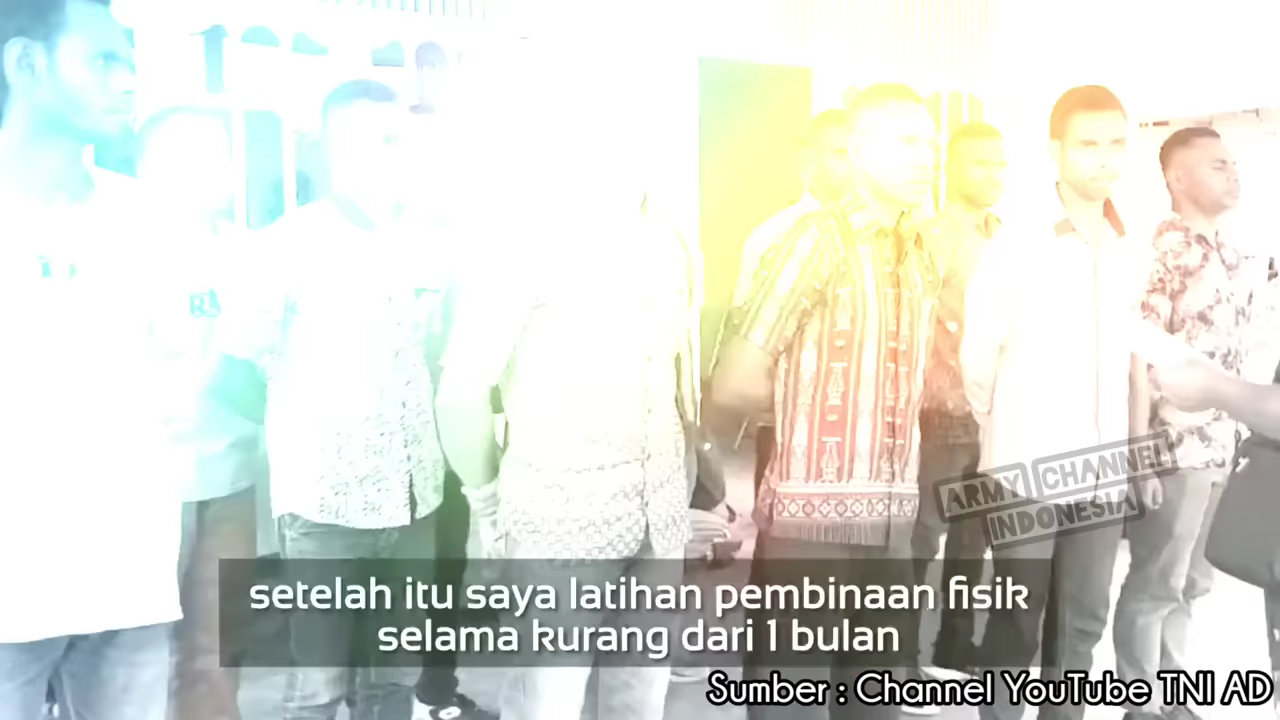 ARMY CHANNEL
INDONESIA
setelah itu saya latihan pembinaan fisik
selama kurang dari 1 bulan
Sumber : Channel YouTube TNI AD